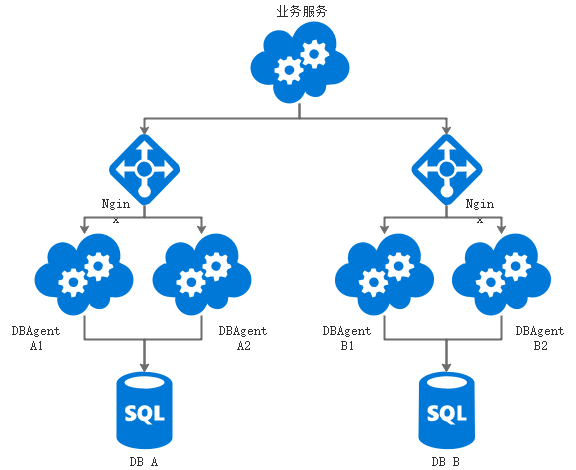 业务服务
Ngin
x
Ngin
x
DBAgent
A1
DBAgent
A2
DBAgent
B1
DBAgent
B2
SQL
SQL
DB A
DB B